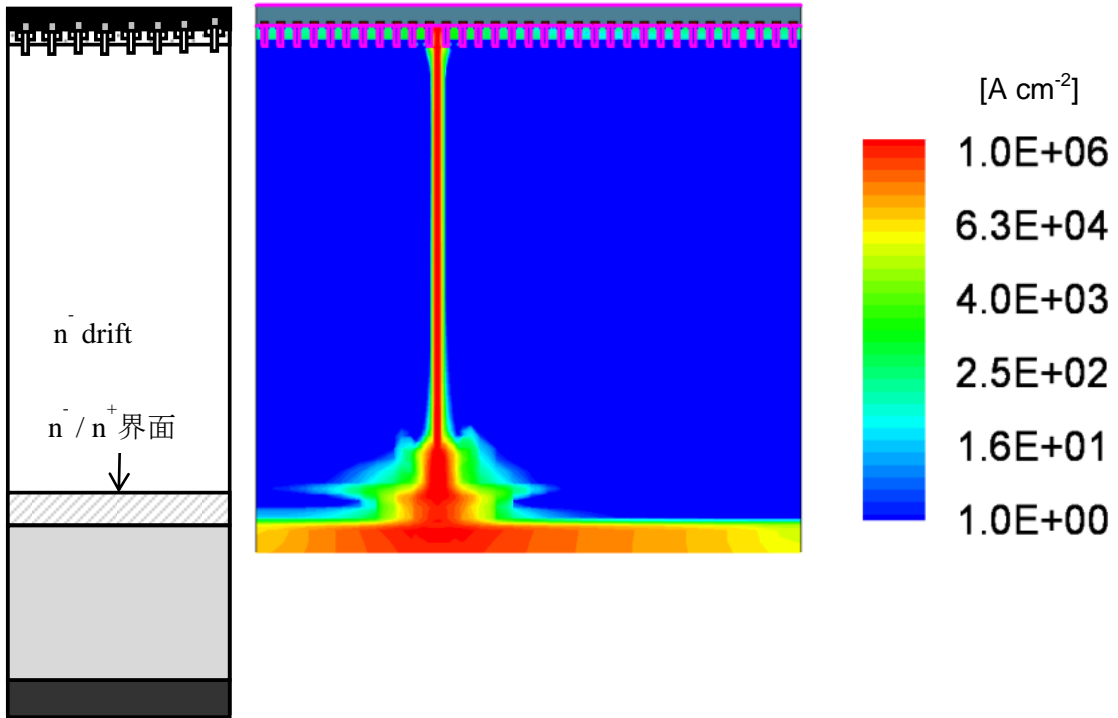 n⁻ drift
n⁻ / n⁺界面
[A cm⁻²]
1.0E+06
6.3E+04
4.0E+03
2.5E+02
1.6E+01
1.0E+00